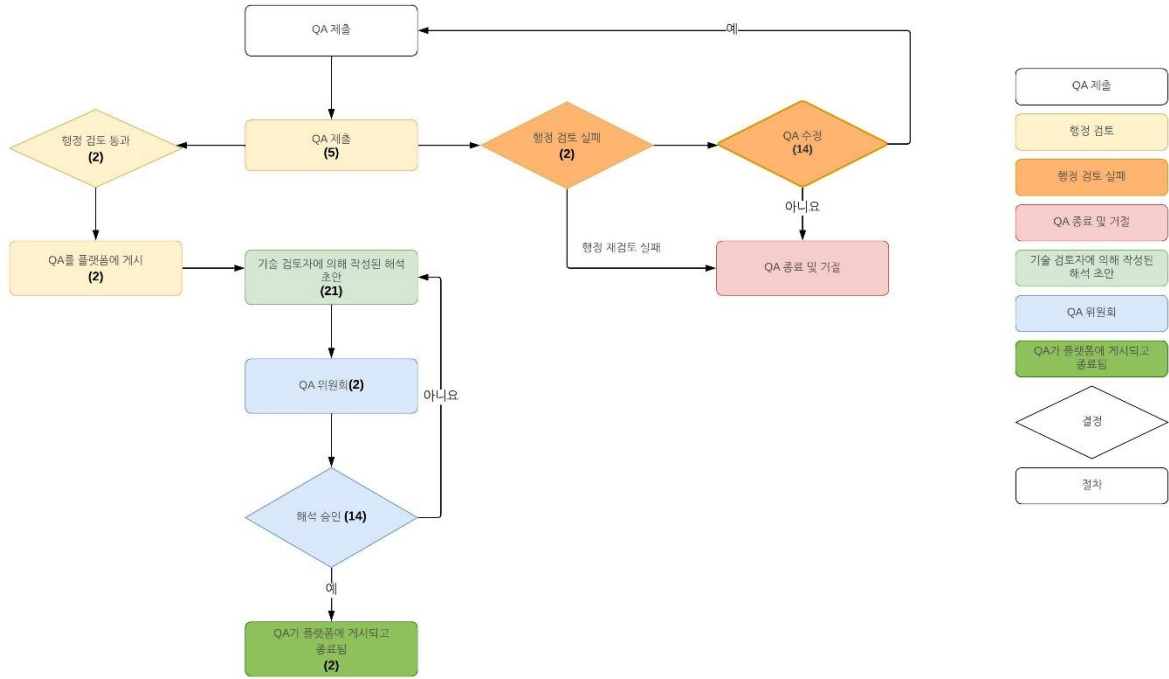 QA 제출
예
행정 검토 통과
(2)
QA 제출
(5)
행정 검토 실패
(2)
QA 수정
(14)
아니요
행정 재검토 실패
QA를 플랫폼에 게시
(2)
기술 검토자에 의해 작성된 해석
초안
(21)
QA 종료 및 거절
QA 위원회(2)
아니요
해석 승인 (14)
예
QA가 플랫폼에 게시되고
종료됨
(2)
QA 제출
행정 검토
행정 검토 실패
QA 종료 및 거절
기술 검토자에 의해 작성된
해석 초안
QA 위원회
QA가 플랫폼에 게시되고
종료됨
결정
절차